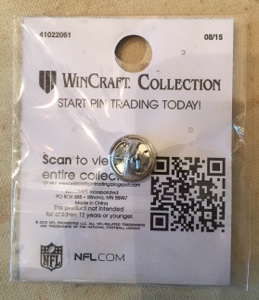 41022061 08/15
WINCRAFT. COLLECTION
START PIN TRADING TODAY!
Scan to vie
entire collec
PO BOX 888 • Winona, MN 55987
Made in China
This product not intended
for children 12 years or younger.
NFL
NFL.COM